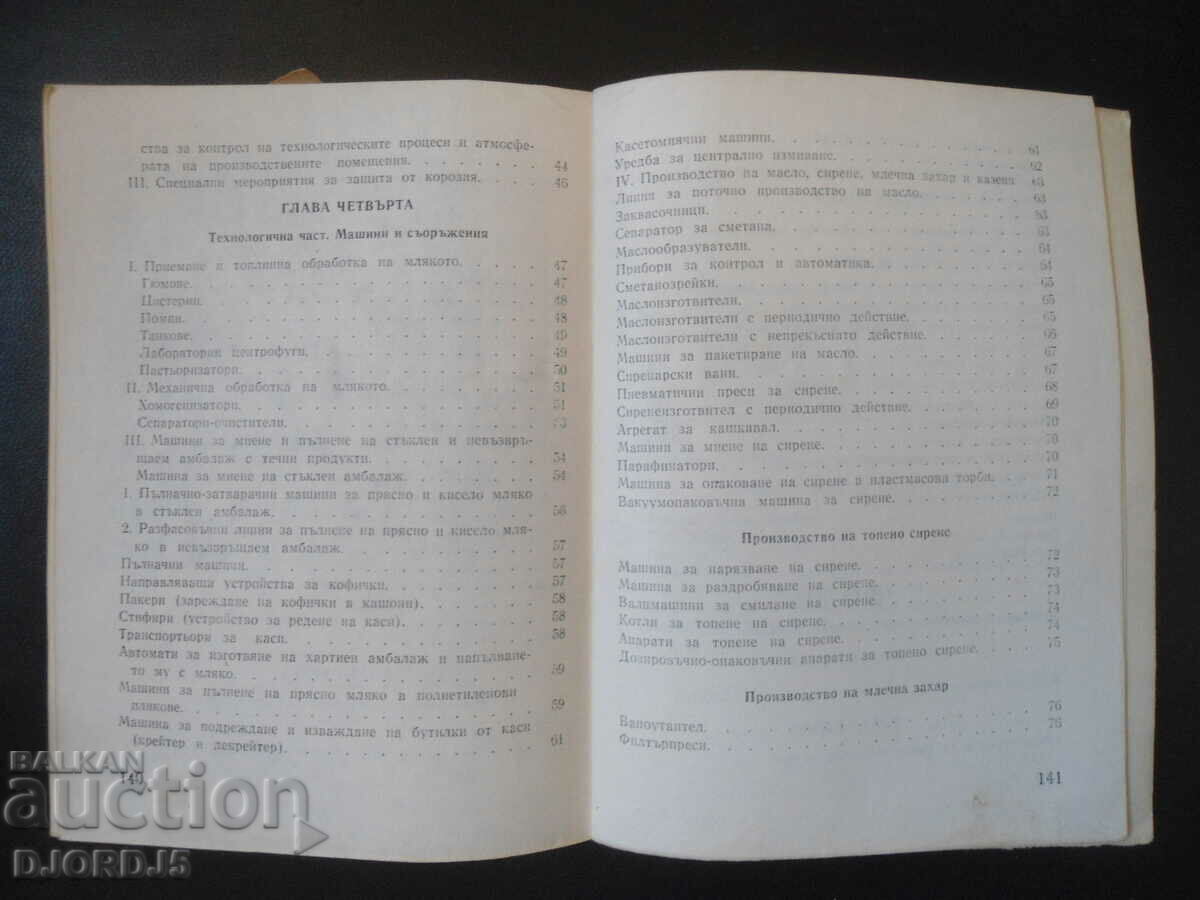 ства за контрол на технологическите процеси и атмосфе-
рата на производствените помещения. 44
III. Специални мероприятия за защита от корозия. 46
ГЛАВА ЧЕТВЪРТА
Технологична част. Машини и съоръжения
I. Приемане и топлинна обработка на млякото. 47
Гюмове. 47
Цистерни. 48
Помпи. 48
Танкове. 49
Лабораторни центрофуги. 49
Пастьоризатори. 50
II. Механична обработка на млякото. 51
Хомогенизатори. 51
Сепаратори-очистители.
III. Машини за миене и пълнене на стъклен и невъзвръ-
щаем амбалаж с течни продукти. 54
Машина за миене на стъклен амбалаж. 54
1. Пълначно-затварачни машини за прясно и кисело мляко
в стъклен амбалаж. 56
2. Разфасовъчни линии за пълнене на прясно и кисело мля-
ко в невъзвръщаем амбалаж. 57
Пълначни машини. 57
Направляващи устройства за кофички. 57
Пакери (зареждане на кофички в кашони). 58
Стифири (устройство за редене на каси). 58
Транспортьори за каси. 58
Автомати за изготвяне на хартиен амбалаж и напълване-
то му с мляко. 59
Машини за пълнене на прясно мляко в полиетиленови
пликове. 59
Машина за подреждане и изваждане на бутилки от каси
(крейтер и декрейтер). 61
140
Касетомиячни машини. 61
Уредба за централно измиване. 62
IV. Производство на масло, сирене, млечна захар и казеин 63
Линия за поточно производство на масло. 63
Заквасочници. 63
Сепаратор за сметана. 63
Маслообразуватели. 64
Прибори за контрол и автоматика. 64
Сметанозрейки. 65
Маслоизготвители. 65
Маслоизготвители с периодично действие. 65
Маслоизготвители с непрекъснато действие. 66
Машини за пакетиране на масло. 67
Сиренарски вани. 67
Пневматични преси за сирене. 68
Сиренеизготвител с периодично действие. 69
Агрегат за кашкавал. 70
Машини за миене на сирене. 70
Парафинатори. 70
Машина за опаковане на сирене в пластмасова торба. 71
Вакуумопаковъчна машина за сирене. 72
Производство на топено сирене
Машина за нарязване на сирене. 72
Машина за раздробяване на сирене. 73
Валцмашини за смилане на сирене. 73
Котли за топене на сирене. 74
Апарати за топене на сирене. 74
Дозировъчно-опаковъчни апарати за топено сирене. 75
Производство на млечна захар
Вапоутантел. 76
Филтърпреси. 76
141
BALKAN
auction
DJORDJ5